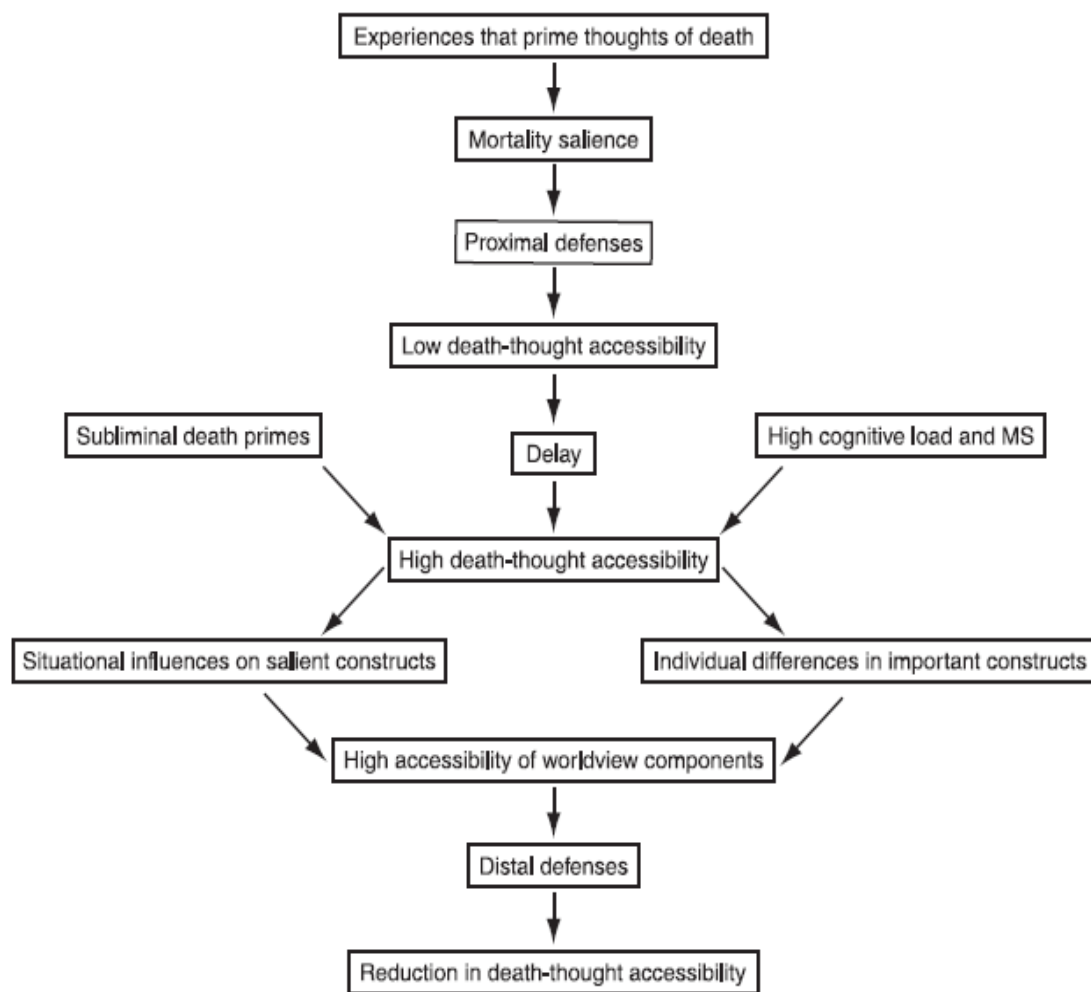 Experiences that prime thoughts of death
Mortality salience
Proximal defenses
Low death-thought accessibility
Subliminal death primes
Delay
High cognitive load and MS
High death-thought accessibility
Situational influences on salient constructs
Individual differences in important constructs
High accessibility of worldview components
Distal defenses
Reduction in death-thought accessibility